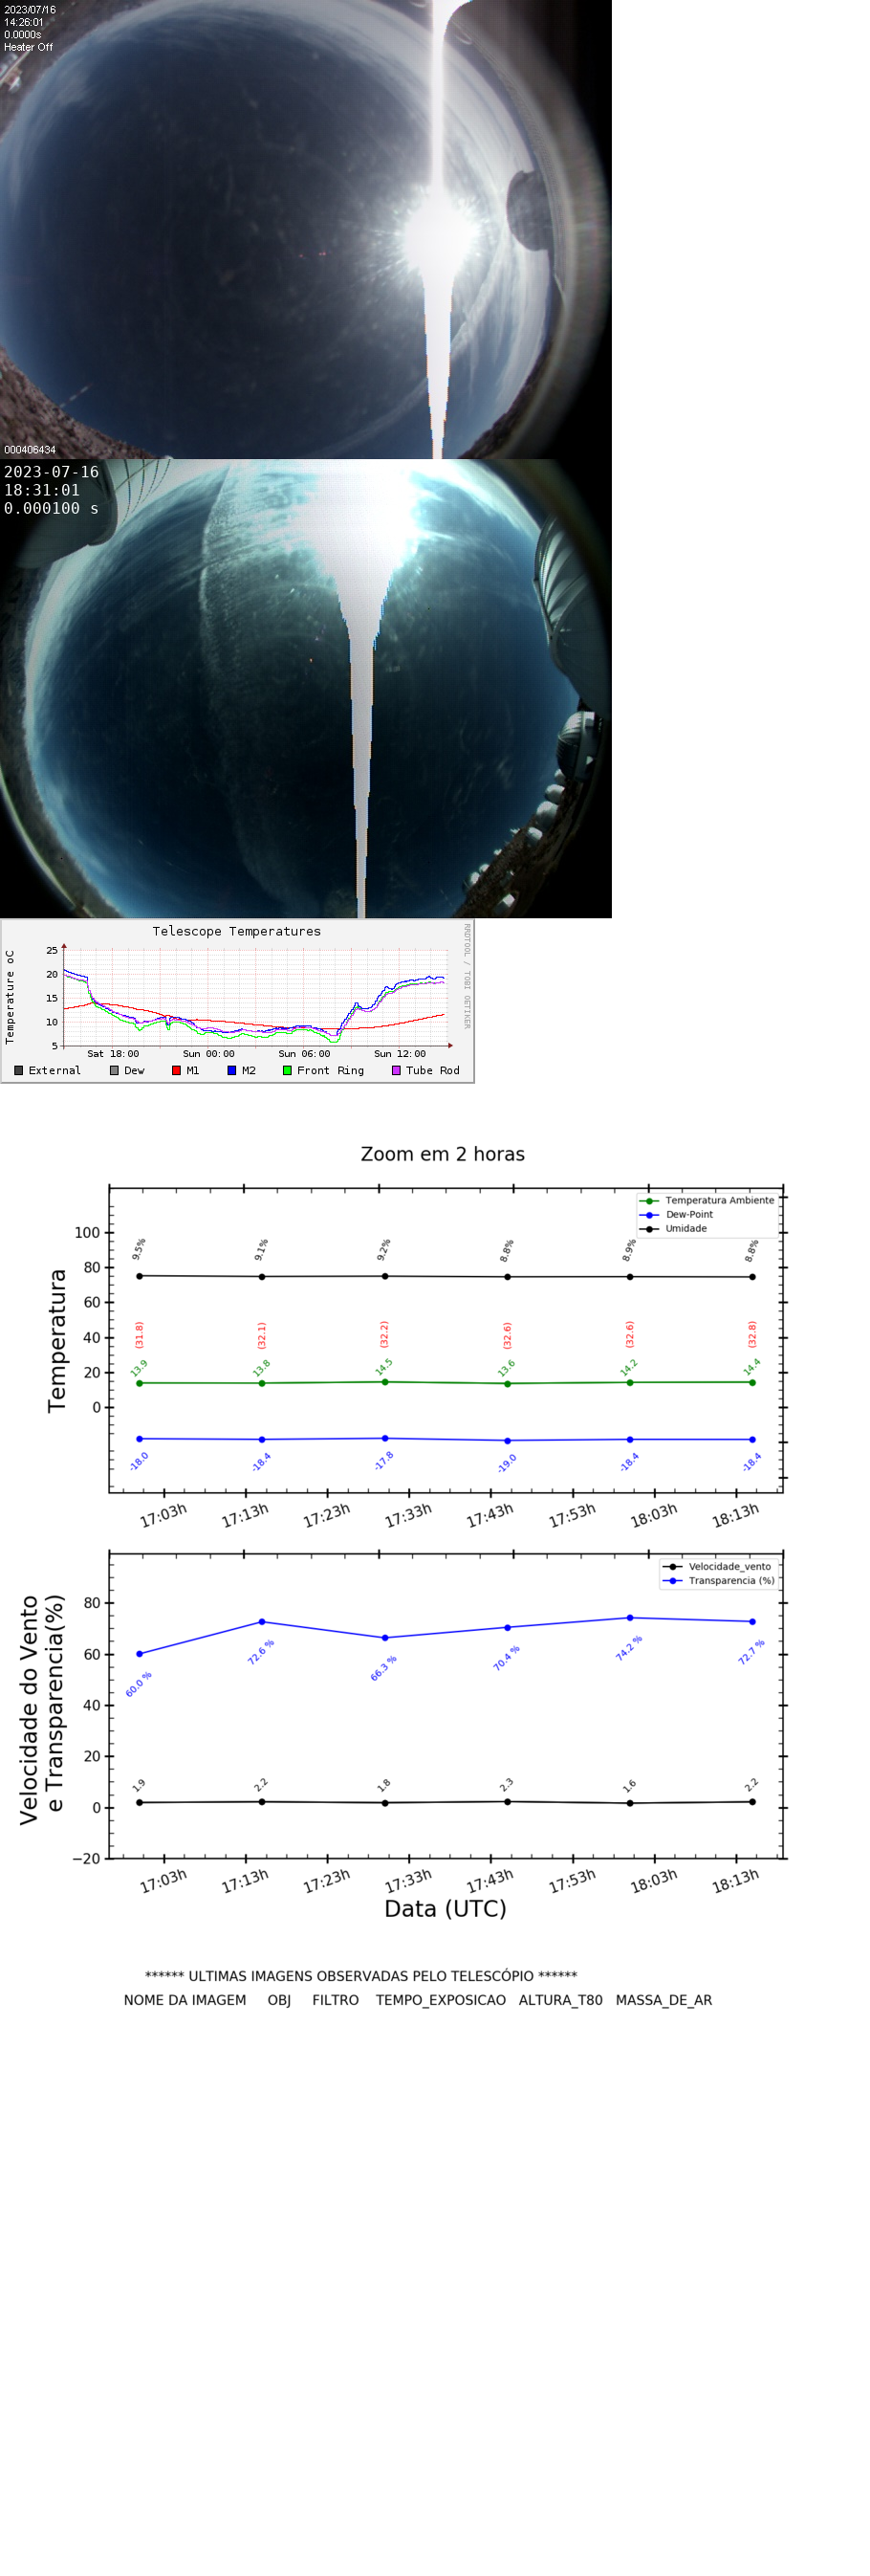 2023/07/16
14:26:01
0.0000s
Heater Off
000406434
2023-07-16
18:31:01
0.000100 s
Telescope Temperatures
RRDTOOL / TOBI OETIKER
Temperature oC
25
20
15
10
5
Sat 18:00 Sun 00:00 Sun 06:00 Sun 12:00
External Dew M1 M2 Front Ring Tube Rod
Zoom em 2 horas
Temperatura Ambiente
Dew-Point
Umidade
Temperatura
100
80
60
40
20
0
9.5% 9.1% 9.2% 8.8% 8.9% 8.8%
(31.8) (32.1) (32.2) (32.6) (32.6) (32.8)
13.9 13.8 14.5 13.6 14.2 14.4
-18.0 -18.4 -17.8 -19.0 -18.4 -18.4
17:03h 17:13h 17:23h 17:33h 17:43h 17:53h 18:03h 18:13h
Velocidade_vento
Transparencia (%)
Velocidade do Vento
e Transparencia(%)
80
60
40
20
0
−20
60.0 % 72.6 % 66.3 % 70.4 % 74.2 % 72.7 %
1.9 2.2 1.8 2.3 1.6 2.2
17:03h 17:13h 17:23h 17:33h 17:43h 17:53h 18:03h 18:13h
Data (UTC)
****** ULTIMAS IMAGENS OBSERVADAS PELO TELESCÓPIO ******
NOME DA IMAGEM OBJ FILTRO TEMPO_EXPOSICAO ALTURA_T80 MASSA_DE_AR